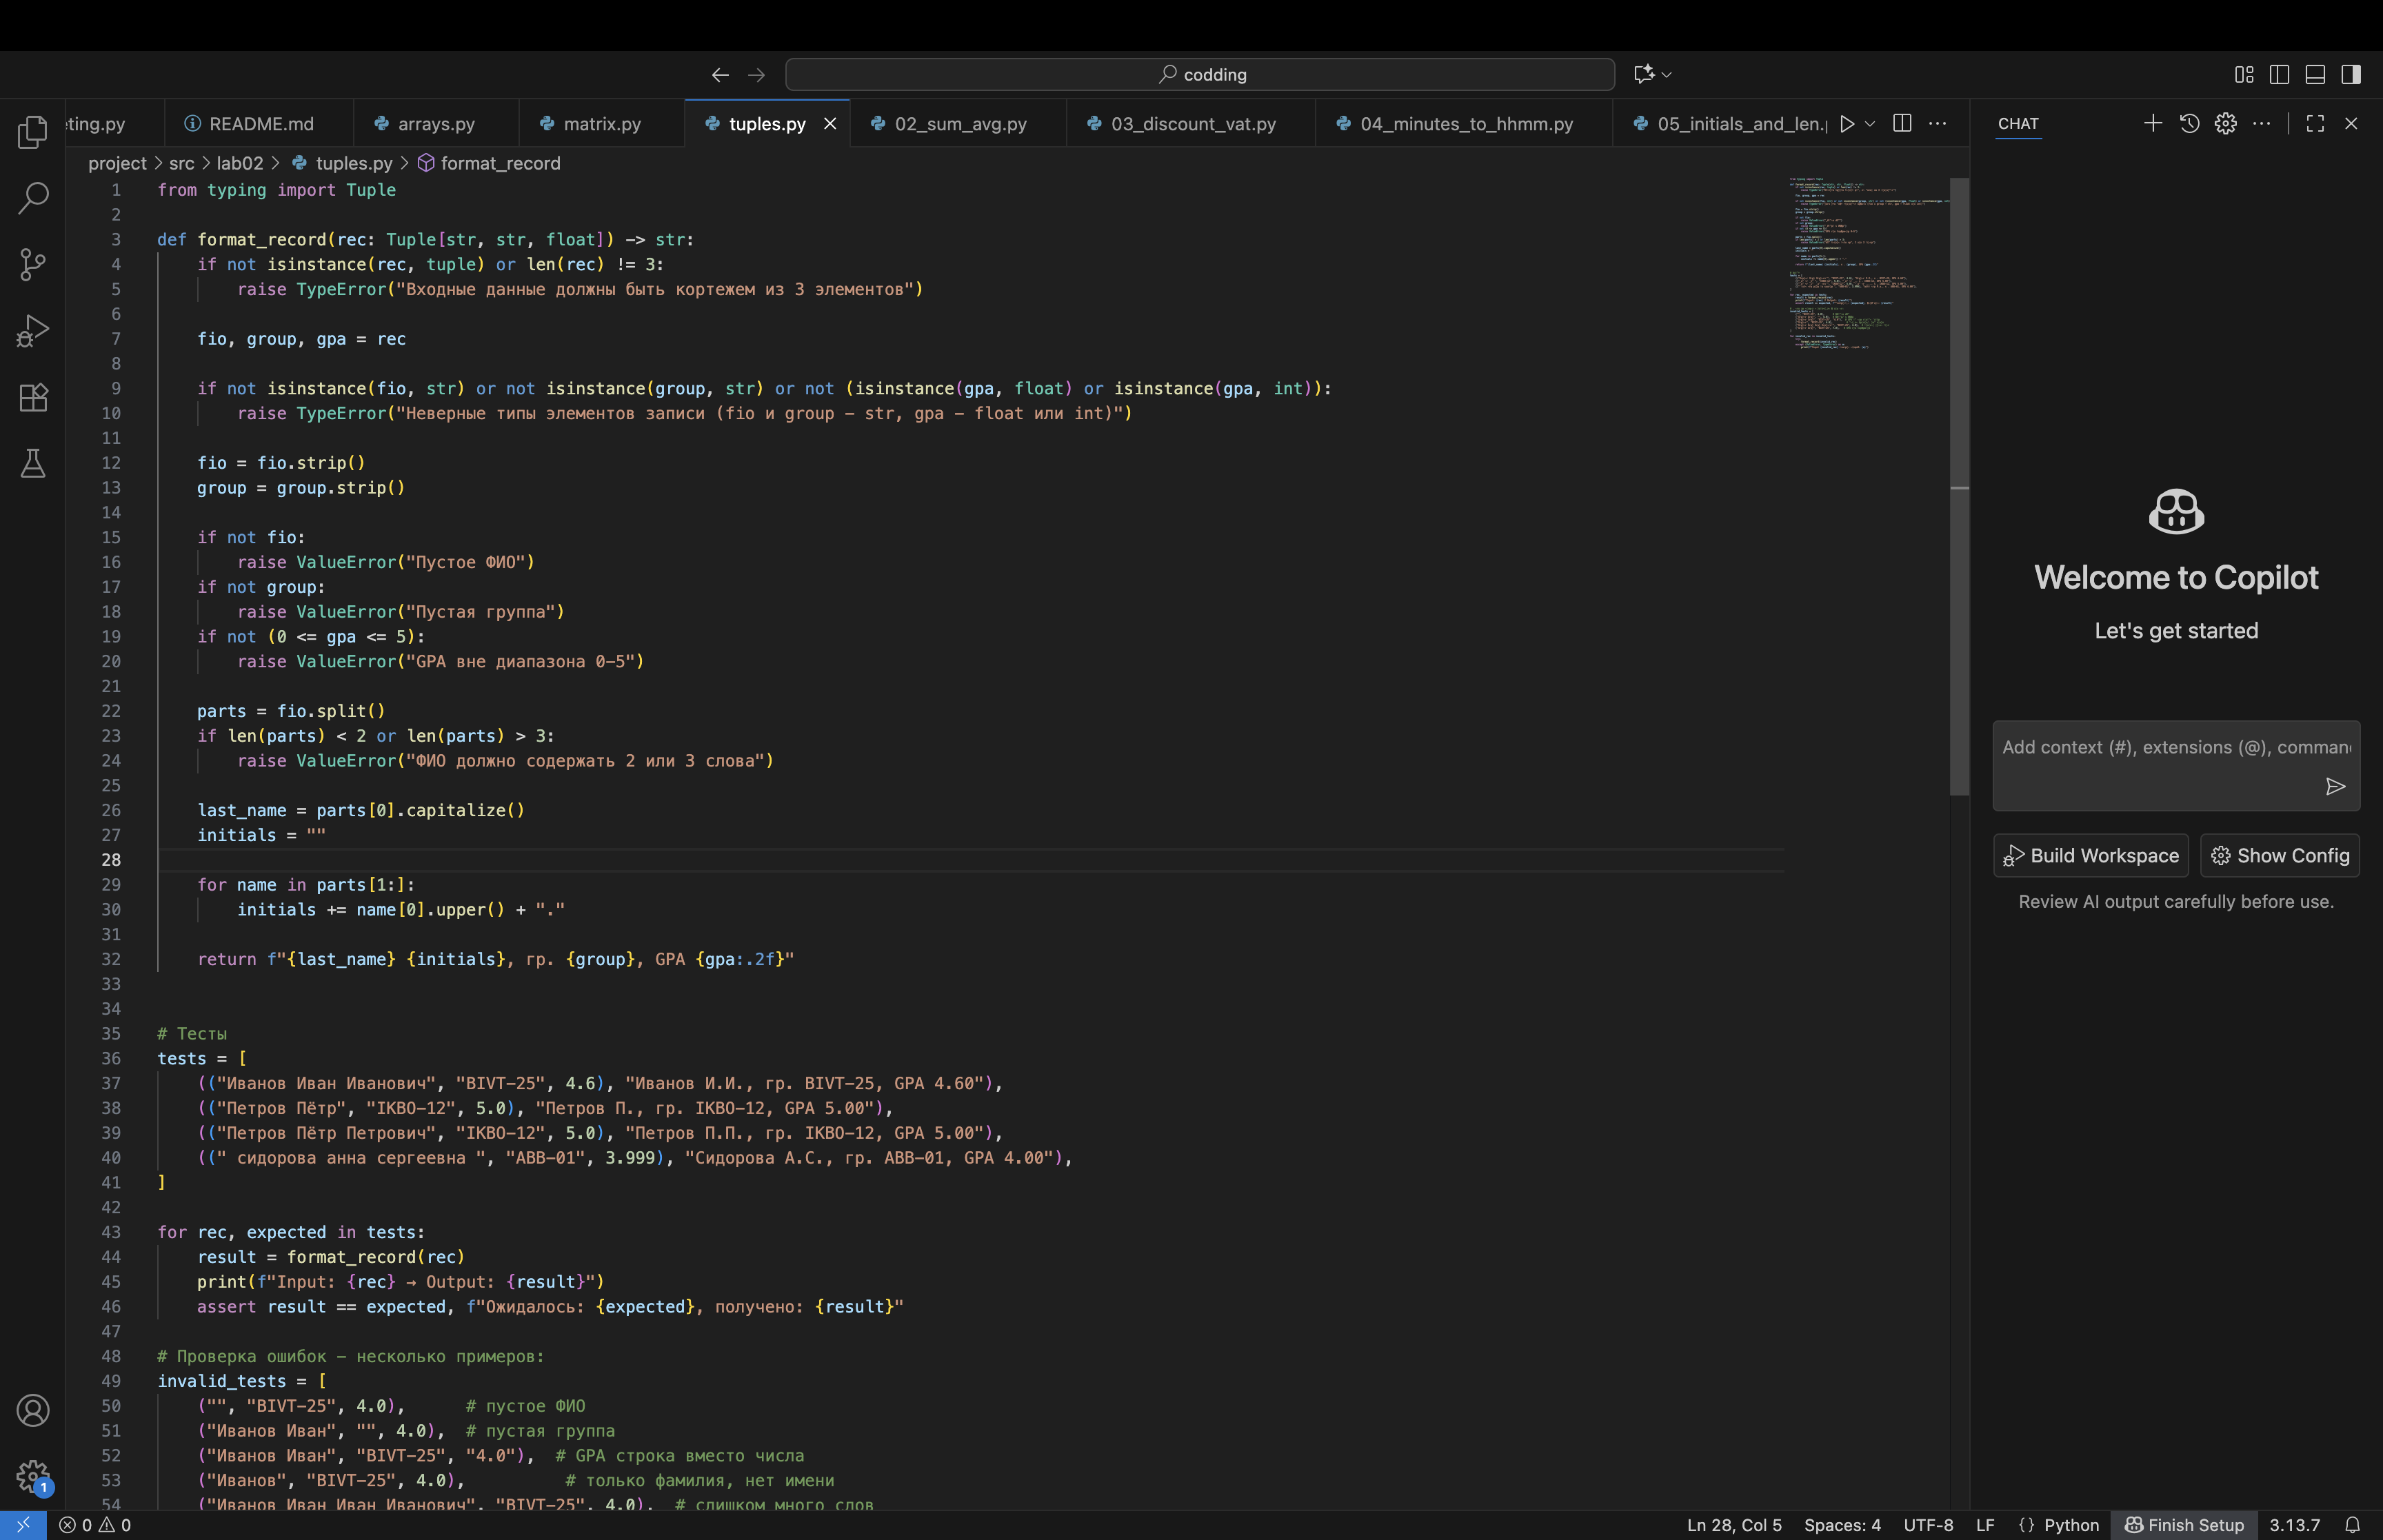 codding
eting.py
README.md
arrays.py
matrix.py
tuples.py
02_sum_avg.py
03_discount_vat.py
04_minutes_to_hhmm.py
05_initials_and_len.
CHAT
project > src > lab02 > tuples.py > format_record
1 from typing import Tuple
2
3 def format_record(rec: Tuple[str, str, float]) -> str:
4 if not isinstance(rec, tuple) or len(rec) != 3:
5 raise TypeError("Входные данные должны быть кортежем из 3 элементов")
6
7 fio, group, gpa = rec
8
9 if not isinstance(fio, str) or not isinstance(group, str) or not (isinstance(gpa, float) or isinstance(gpa, int)):
10 raise TypeError("Неверные типы элементов записи (fio и group – str, gpa – float или int)")
11
12 fio = fio.strip()
13 group = group.strip()
14
15 if not fio:
16 raise ValueError("Пустое ФИО")
17 if not group:
18 raise ValueError("Пустая группа")
19 if not (0 <= gpa <= 5):
20 raise ValueError("GPA вне диапазона 0–5")
21
22 parts = fio.split()
23 if len(parts) < 2 or len(parts) > 3:
24 raise ValueError("ФИО должно содержать 2 или 3 слова")
25
26 last_name = parts[0].capitalize()
27 initials = ""
28
29 for name in parts[1:]:
30 initials += name[0].upper() + "."
31
32 return f"{last_name} {initials}, гр. {group}, GPA {gpa:.2f}"
33
34
35 # Тесты
36 tests = [
37 (("Иванов Иван Иванович", "BIVT-25", 4.6), "Иванов И.И., гр. BIVT-25, GPA 4.60"),
38 (("Петров Пётр", "IKBO-12", 5.0), "Петров П., гр. IKBO-12, GPA 5.00"),
39 (("Петров Пётр Петрович", "IKBO-12", 5.0), "Петров П.П., гр. IKBO-12, GPA 5.00"),
40 ((" сидорова анна сергеевна ", "ABB-01", 3.999), "Сидорова А.С., гр. ABB-01, GPA 4.00"),
41 ]
42
43 for rec, expected in tests:
44 result = format_record(rec)
45 print(f"Input: {rec} → Output: {result}")
46 assert result == expected, f"Ожидалось: {expected}, получено: {result}"
47
48 # Проверка ошибок – несколько примеров:
49 invalid_tests = [
50 ("", "BIVT-25", 4.0), # пустое ФИО
51 ("Иванов Иван", "", 4.0), # пустая группа
52 ("Иванов Иван", "BIVT-25", "4.0"), # GPA строка вместо числа
53 ("Иванов", "BIVT-25", 4.0), # только фамилия, нет имени
54 ("Иванов Иван Иван Иванович", "BIVT-25", 4.0), # слишком много слов
Welcome to Copilot
Let's get started
Add context (#), extensions (@), comman
Build Workspace
Show Config
Review AI output carefully before use.
1
0 0
Ln 28, Col 5
Spaces: 4
UTF-8
LF
{} Python
Finish Setup
3.13.7